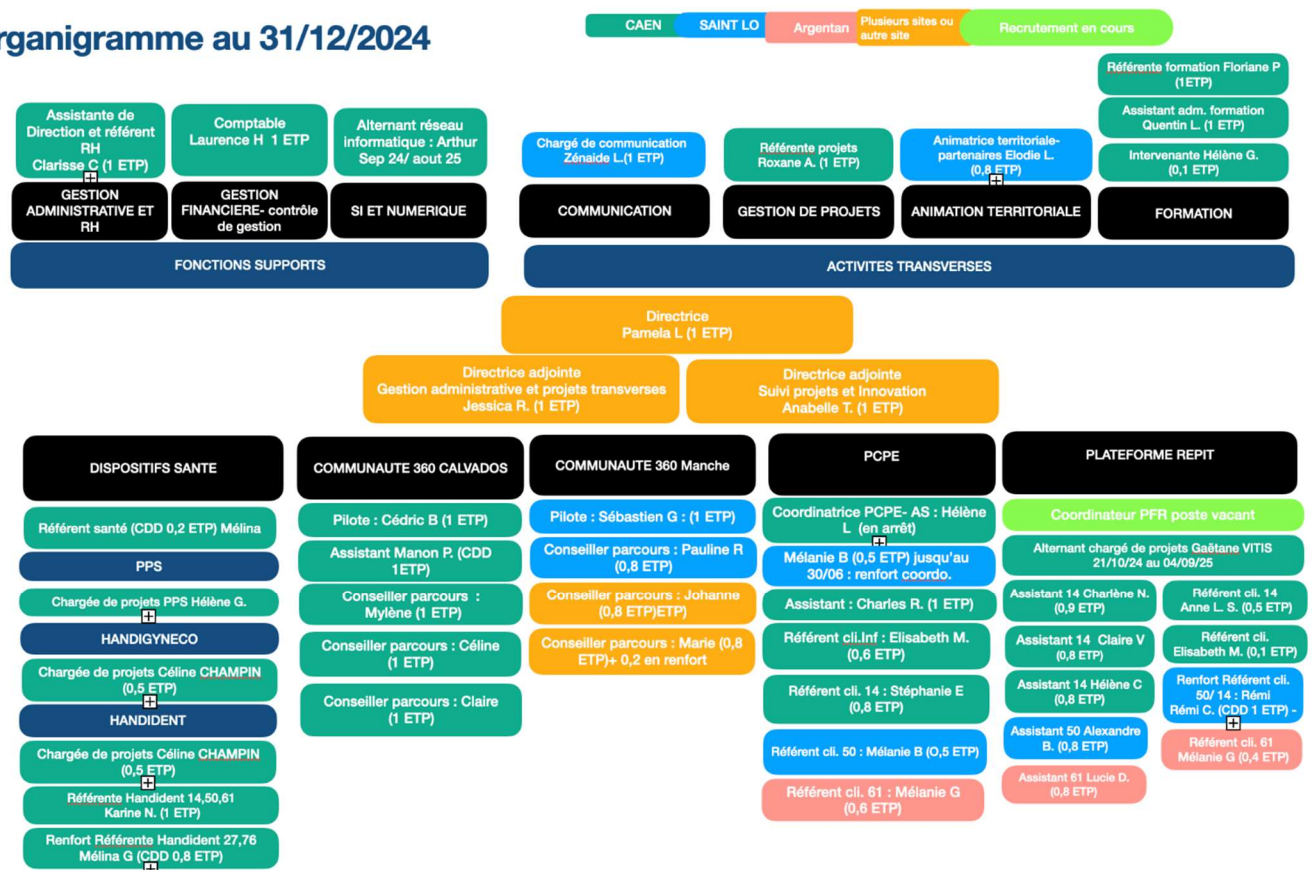 rganigramme au 31/12/2024
CAEN
SAINT LO
Argentan
Plusieurs sites ou
autre site
Recrutement en cours
Assistante de
Direction et référent
RH
Clarisse C (1 ETP)
Comptable
Laurence H 1 ETP
Alternant réseau
informatique : Arthur
Sep 24/ aout 25
Chargé de communication
Zénaide L.(1 ETP)
Référente projets
Roxane A. (1 ETP)
Animatrice territoriale-
partenaires Elodie L.
(0,8 ETP)
Référente formation Floriane P
(1ETP)
Assistant adm. formation
Quentin L. (1 ETP)
Intervenante Hélène G.
(0,1 ETP)
GESTION
ADMINISTRATIVE ET
RH
GESTION
FINANCIERE- contrôle
de gestion
SI ET NUMERIQUE
COMMUNICATION
GESTION DE PROJETS
ANIMATION TERRITORIALE
FORMATION
FONCTIONS SUPPORTS
ACTIVITES TRANSVERSES
Directrice
Pamela L (1 ETP)
Directrice adjointe
Gestion administrative et projets transverses
Jessica R. (1 ETP)
Directrice adjointe
Suivi projets et Innovation
Anabelle T. (1 ETP)
DISPOSITIFS SANTE
Référent santé (CDD 0,2 ETP) Mélina
PPS
Chargée de projets PPS Hélène G.
HANDIGYNECO
Chargée de projets Céline CHAMPIN
(0,5 ETP)
HANDIDENT
Chargée de projets Céline CHAMPIN
(0,5 ETP)
Référente Handident 14,50,61
Karine N. (1 ETP)
Renfort Référente Handident 27,76
Mélina G (CDD 0,8 ETP)
COMMUNAUTE 360 CALVADOS
Pilote : Cédric B (1 ETP)
Assistant Manon P. (CDD
1ETP)
Conseiller parcours :
Mylène (1 ETP)
Conseiller parcours : Céline
(1 ETP)
Conseiller parcours : Claire
(1 ETP)
COMMUNAUTE 360 Manche
Pilote : Sébastien G : (1 ETP)
Conseiller parcours : Pauline R
(0,8 ETP)
Conseiller parcours : Johanne
(0,8 ETP)ETP)
Conseiller parcours : Marie (0,8
ETP)+ 0,2 en renfort
PCPE
Coordinatrice PCPE- AS : Hélène
L (en arrêt)
Mélanie B (0,5 ETP) jusqu'au
30/06 : renfort coordo.
Assistant : Charles R. (1 ETP)
Référent cli.Inf : Elisabeth M.
(0,6 ETP)
Référent cli. 14 : Stéphanie E
(0,8 ETP)
Référent cli. 50 : Mélanie B (O,5 ETP)
Référent cli. 61 : Mélanie G
(0,6 ETP)
PLATEFORME REPIT
Coordinateur PFR poste vacant
Alternant chargé de projets Gaëtane VITIS
21/10/24 au 04/09/25
Assistant 14 Charlène N.
(0,9 ETP)
Assistant 14 Claire V
(0,8 ETP)
Assistant 14 Hélène C
(0,8 ETP)
Assistant 50 Alexandre
B. (0,8 ETP)
Assistant 61 Lucie D.
(0,8 ETP)
Référent cli. 14
Anne L. S. (0,5 ETP)
Référent cli.
Elisabeth M. (0,1 ETP)
Renfort Référent cli.
50/ 14 : Rémi
Rémi C. (CDD 1 ETP) -
Référent cli. 61
Mélanie G (0,4 ETP)